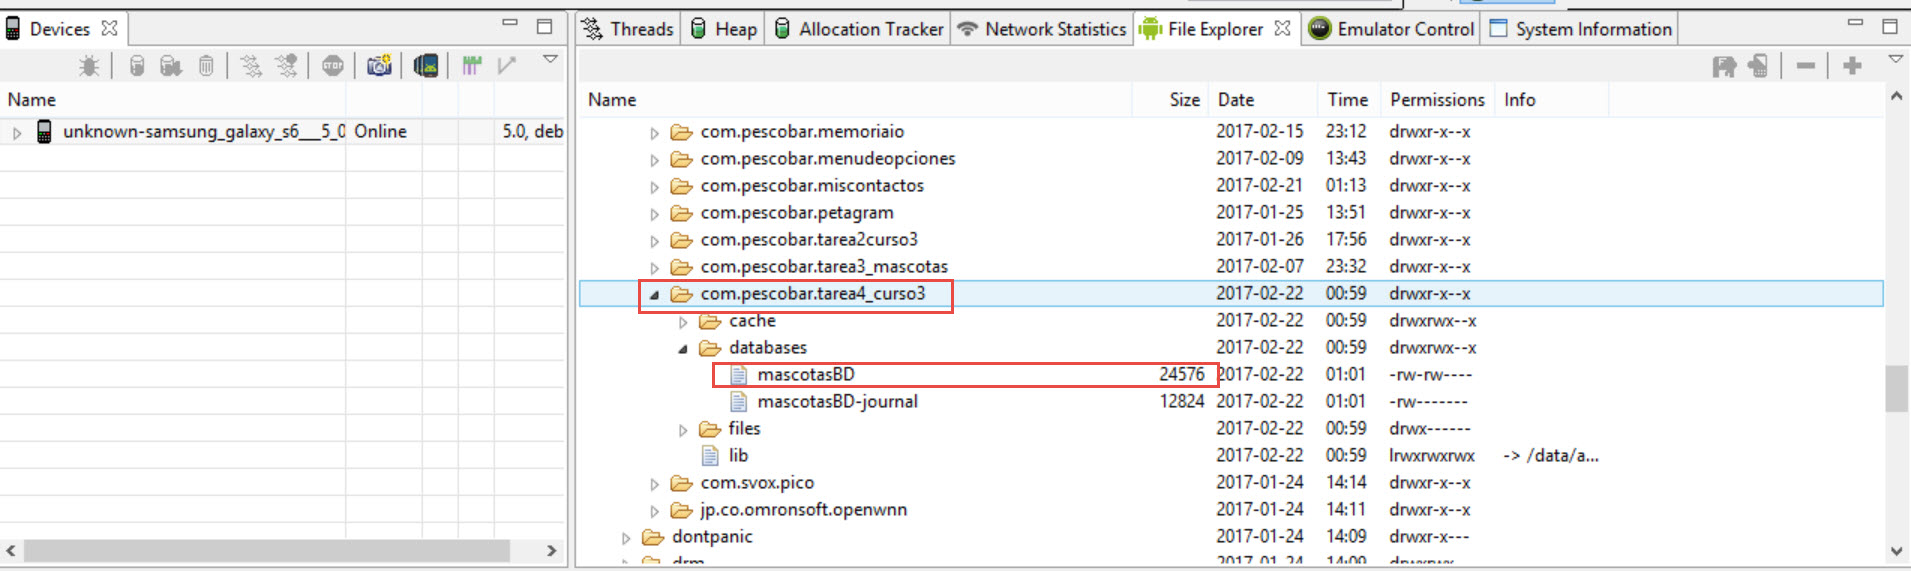 Devices
Threads Heap Allocation Tracker Network Statistics File Explorer Emulator Control System Information
Name
unknown-samsung_galaxy_s6__5_0 Online 5.0, deb
Name Size Date Time Permissions Info
com.pescobar.memoriaio 2017-02-15 23:12 drwxr-x--x
com.pescobar.menudeopciones 2017-02-09 13:43 drwxr-x--x
com.pescobar.miscontactos 2017-02-21 01:13 drwxr-x--x
com.pescobar.petagram 2017-01-25 13:51 drwxr-x--x
com.pescobar.tarea2curso3 2017-01-26 17:56 drwxr-x--x
com.pescobar.tarea3_mascotas 2017-02-07 23:32 drwxr-x--x
com.pescobar.tarea4_curso3 2017-02-22 00:59 drwxr-x--x
cache 2017-02-22 00:59 drwxrwx--x
databases 2017-02-22 00:59 drwxrwx--x
mascotasBD 24576 2017-02-22 01:01 -rw-rw----
mascotasBD-journal 12824 2017-02-22 01:01 -rw-------
files 2017-02-22 00:59 drwx------
lib 2017-02-22 00:59 lrwxrwxrwx -> /data/a...
com.svox.pico 2017-01-24 14:14 drwxr-x--x
jp.co.omronsoft.openwnn 2017-01-24 14:11 drwxr-x--x
dontpanic 2017-01-24 14:09 drwxr-x---
drm 2017-01-24 14:09 drwxrwx---